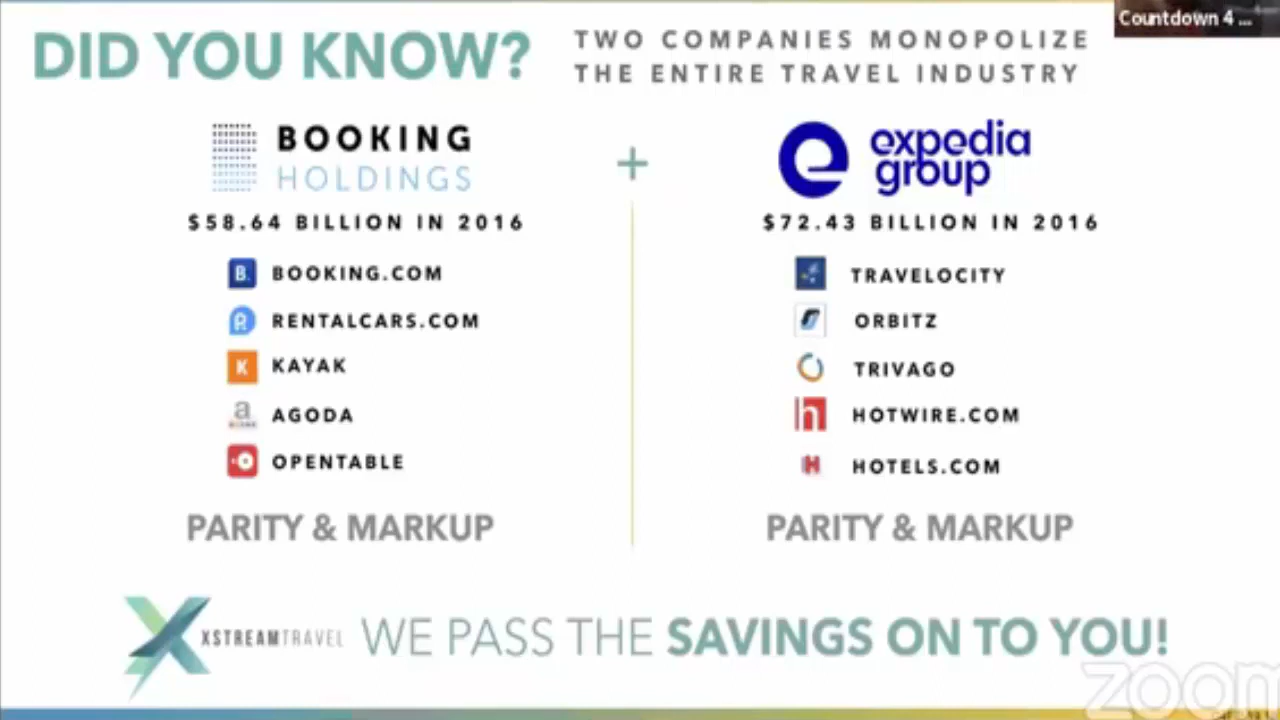 Countdown 4 ...
DID YOU KNOW?
TWO COMPANIES MONOPOLIZE
THE ENTIRE TRAVEL INDUSTRY
BOOKING
HOLDINGS
+
expedia
group
$58.64 BILLION IN 2016
$72.43 BILLION IN 2016
B.
BOOKING.COM
RENTALCARS.COM
K
KAYAK
a
AGODA
OPENTABLE
TRAVELOCITY
ORBITZ
TRIVAGO
h
HOTWIRE.COM
H
HOTELS.COM
PARITY & MARKUP
PARITY & MARKUP
XSTREAMTRAVEL
WE PASS THE SAVINGS ON TO YOU!
zoom